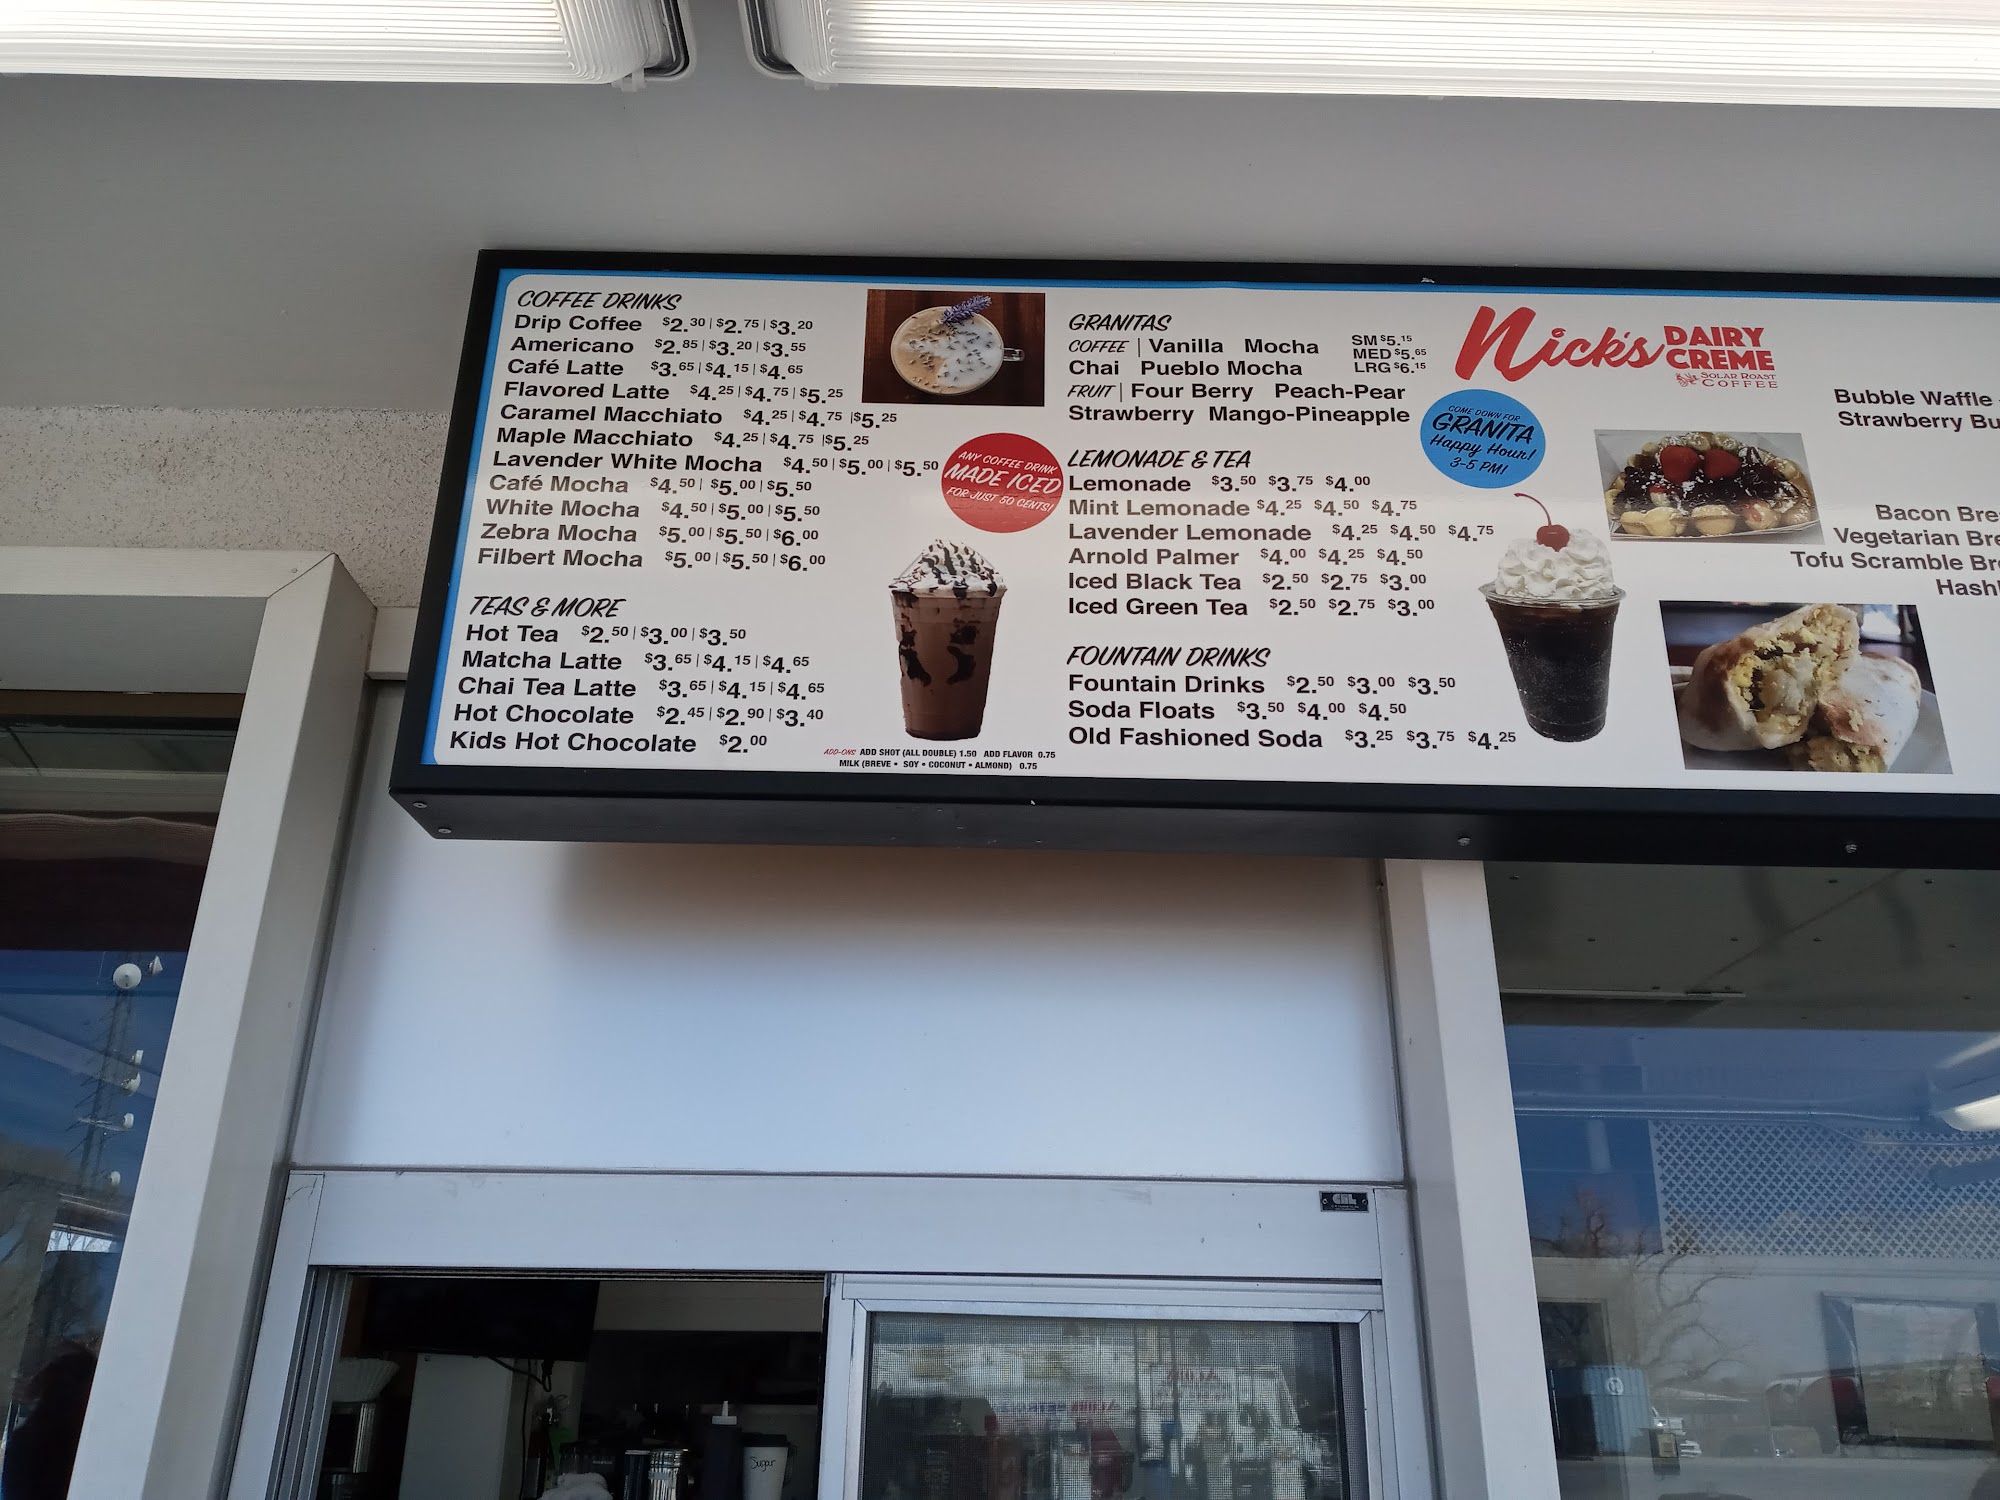 COFFEE DRINKS
Drip Coffee $2.30 | $2.75 | $3.20
Americano $2.85 | $3.20 | $3.55
Café Latte $3.65 | $4.15 | $4.65
Flavored Latte $4.25 | $4.75 | $5.25
Caramel Macchiato $4.25 | $4.75 | $5.25
Maple Macchiato $4.25 | $4.75 | $5.25
Lavender White Mocha $4.50 | $5.00 | $5.50
Café Mocha $4.50 | $5.00 | $5.50
White Mocha $4.50 | $5.00 | $5.50
Zebra Mocha $5.00 | $5.50 | $6.00
Filbert Mocha $5.00 | $5.50 | $6.00
TEAS & MORE
Hot Tea $2.50 | $3.00 | $3.50
Matcha Latte $3.65 | $4.15 | $4.65
Chai Tea Latte $3.65 | $4.15 | $4.65
Hot Chocolate $2.45 | $2.90 | $3.40
Kids Hot Chocolate $2.00
ADD-ONS ADD SHOT (ALL DOUBLE) 1.50 ADD FLAVOR 0.75
MILK (BREVE • SOY • COCONUT • ALMOND) 0.75
ANY COFFEE DRINK
MADE ICED
FOR JUST 50 CENTS!
GRANITAS
COFFEE | Vanilla Mocha
Chai Pueblo Mocha
FRUIT | Four Berry Peach-Pear
Strawberry Mango-Pineapple
SM $5.15
MED $5.65
LRG $6.15
LEMONADE & TEA
Lemonade $3.50 $3.75 $4.00
Mint Lemonade $4.25 $4.50 $4.75
Lavender Lemonade $4.25 $4.50 $4.75
Arnold Palmer $4.00 $4.25 $4.50
Iced Black Tea $2.50 $2.75 $3.00
Iced Green Tea $2.50 $2.75 $3.00
FOUNTAIN DRINKS
Fountain Drinks $2.50 $3.00 $3.50
Soda Floats $3.50 $4.00 $4.50
Old Fashioned Soda $3.25 $3.75 $4.25
Nick's DAIRY
CREME
SOLAR ROAST
COFFEE
COME DOWN FOR
GRANITA
Happy Hour!
3-5 PM!
Bubble Waffle
Strawberry Bu
Bacon Bre
Vegetarian Bre
Tofu Scramble Br
Hash
Sugar